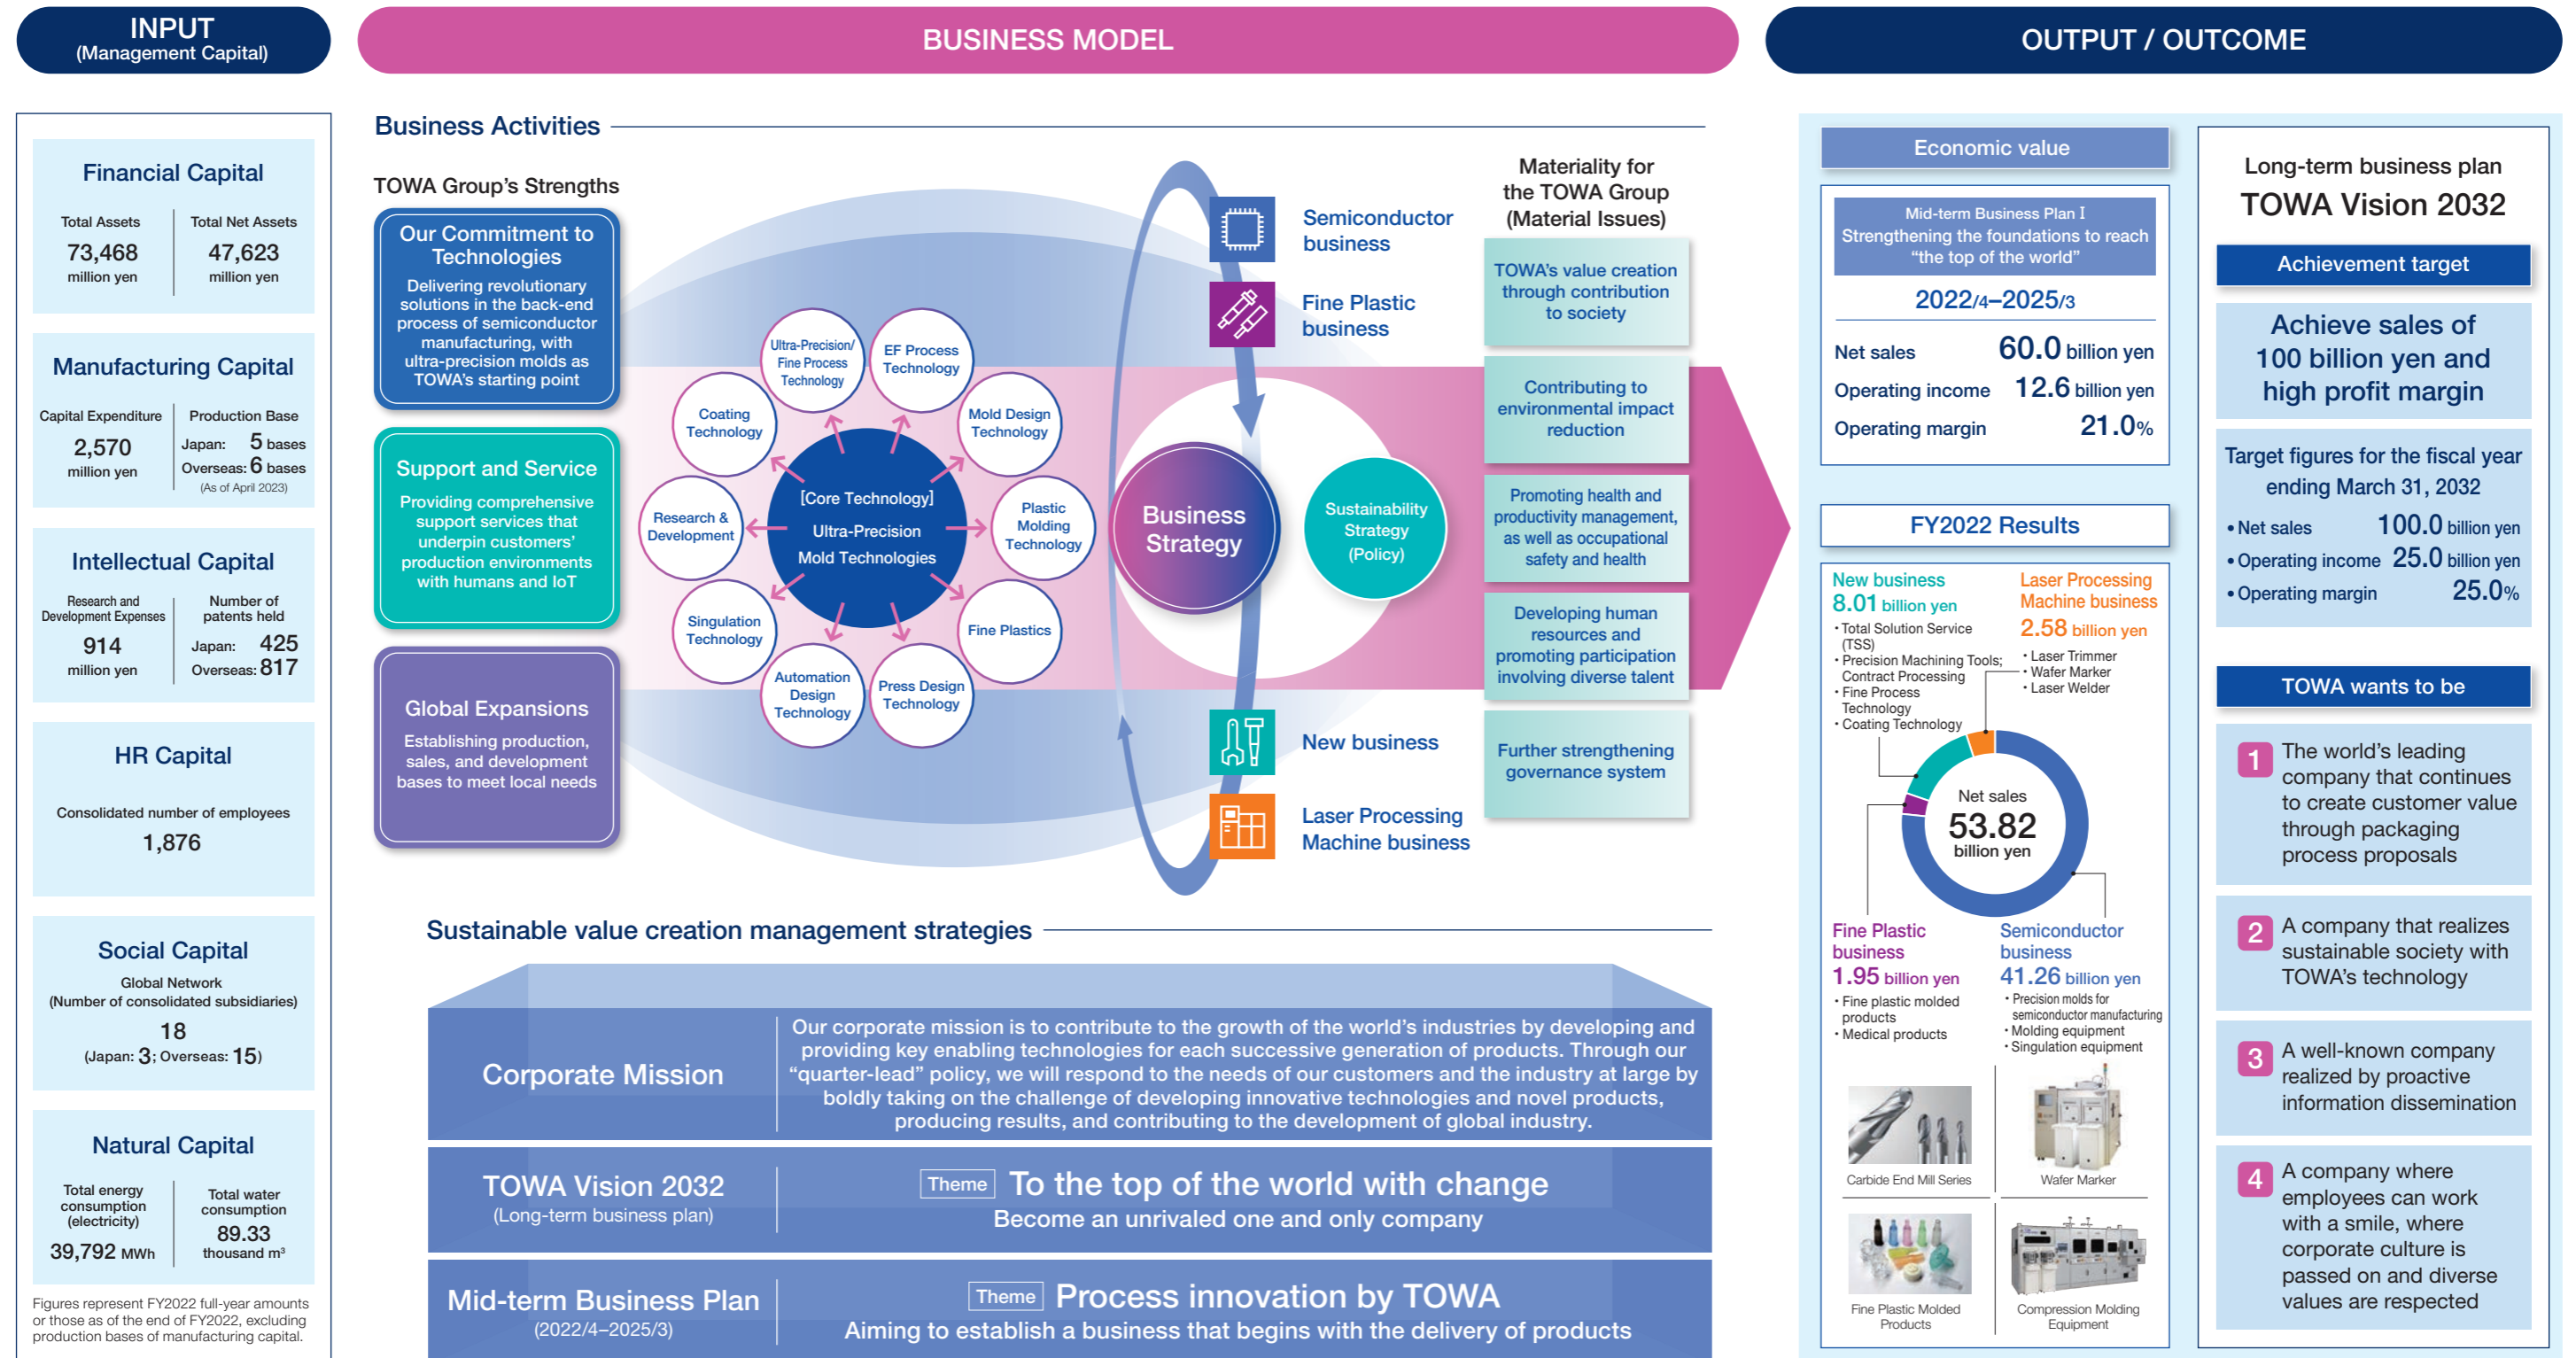 INPUT
(Management Capital)
BUSINESS MODEL
OUTPUT / OUTCOME
Financial Capital
Total Assets
73,468
million yen
Total Net Assets
47,623
million yen
Manufacturing Capital
Capital Expenditure
2,570
million yen
Production Base
Japan: 5 bases
Overseas: 6 bases
(As of April 2023)
Intellectual Capital
Research and
Development Expenses
914
million yen
Number of
patents held
Japan: 425
Overseas: 817
HR Capital
Consolidated number of employees
1,876
Social Capital
Global Network
(Number of consolidated subsidiaries)
18
(Japan: 3; Overseas: 15)
Natural Capital
Total energy
consumption
(electricity)
39,792 MWh
Total water
consumption
89.33
thousand m³
Figures represent FY2022 full-year amounts
or those as of the end of FY2022, excluding
production bases of manufacturing capital.
Business Activities
TOWA Group's Strengths
Our Commitment to
Technologies
Delivering revolutionary
solutions in the back-end
process of semiconductor
manufacturing, with
ultra-precision molds as
TOWA's starting point
Support and Service
Providing comprehensive
support services that
underpin customers'
production environments
with humans and IoT
Global Expansions
Establishing production,
sales, and development
bases to meet local needs
Ultra-Precision/
Fine Process
Technology
EF Process
Technology
Coating
Technology
Mold Design
Technology
Research &
Development
[Core Technology]
Ultra-Precision
Mold Technologies
Plastic
Molding
Technology
Singulation
Technology
Fine Plastics
Automation
Design
Technology
Press Design
Technology
Semiconductor
business
Fine Plastic
business
Business
Strategy
Sustainability
Strategy
(Policy)
New business
Laser Processing
Machine business
Materiality for
the TOWA Group
(Material Issues)
TOWA's value creation
through contribution
to society
Contributing to
environmental impact
reduction
Promoting health and
productivity management,
as well as occupational
safety and health
Developing human
resources and
promoting participation
involving diverse talent
Further strengthening
governance system
Sustainable value creation management strategies
Corporate Mission
Our corporate mission is to contribute to the growth of the world's industries by developing and
providing key enabling technologies for each successive generation of products. Through our
"quarter-lead" policy, we will respond to the needs of our customers and the industry at large by
boldly taking on the challenge of developing innovative technologies and novel products,
producing results, and contributing to the development of global industry.
TOWA Vision 2032
(Long-term business plan)
Theme To the top of the world with change
Become an unrivaled one and only company
Mid-term Business Plan
(2022/4–2025/3)
Theme Process innovation by TOWA
Aiming to establish a business that begins with the delivery of products
Economic value
Mid-term Business Plan I
Strengthening the foundations to reach
"the top of the world"
2022/4–2025/3
Net sales 60.0 billion yen
Operating income 12.6 billion yen
Operating margin 21.0%
FY2022 Results
New business
8.01 billion yen
・Total Solution Service
(TSS)
・Precision Machining Tools;
Contract Processing
・Fine Process
Technology
・Coating Technology
Laser Processing
Machine business
2.58 billion yen
・Laser Trimmer
・Wafer Marker
・Laser Welder
Net sales
53.82
billion yen
Fine Plastic
business
1.95 billion yen
・Fine plastic molded
products
・Medical products
Semiconductor
business
41.26 billion yen
・Precision molds for
semiconductor manufacturing
・Molding equipment
・Singulation equipment
Carbide End Mill Series
Wafer Marker
Fine Plastic Molded
Products
Compression Molding
Equipment
Long-term business plan
TOWA Vision 2032
Achievement target
Achieve sales of
100 billion yen and
high profit margin
Target figures for the fiscal year
ending March 31, 2032
• Net sales 100.0 billion yen
• Operating income 25.0 billion yen
• Operating margin 25.0%
TOWA wants to be
1 The world's leading
company that continues
to create customer value
through packaging
process proposals
2 A company that realizes
sustainable society with
TOWA's technology
3 A well-known company
realized by proactive
information dissemination
4 A company where
employees can work
with a smile, where
corporate culture is
passed on and diverse
values are respected